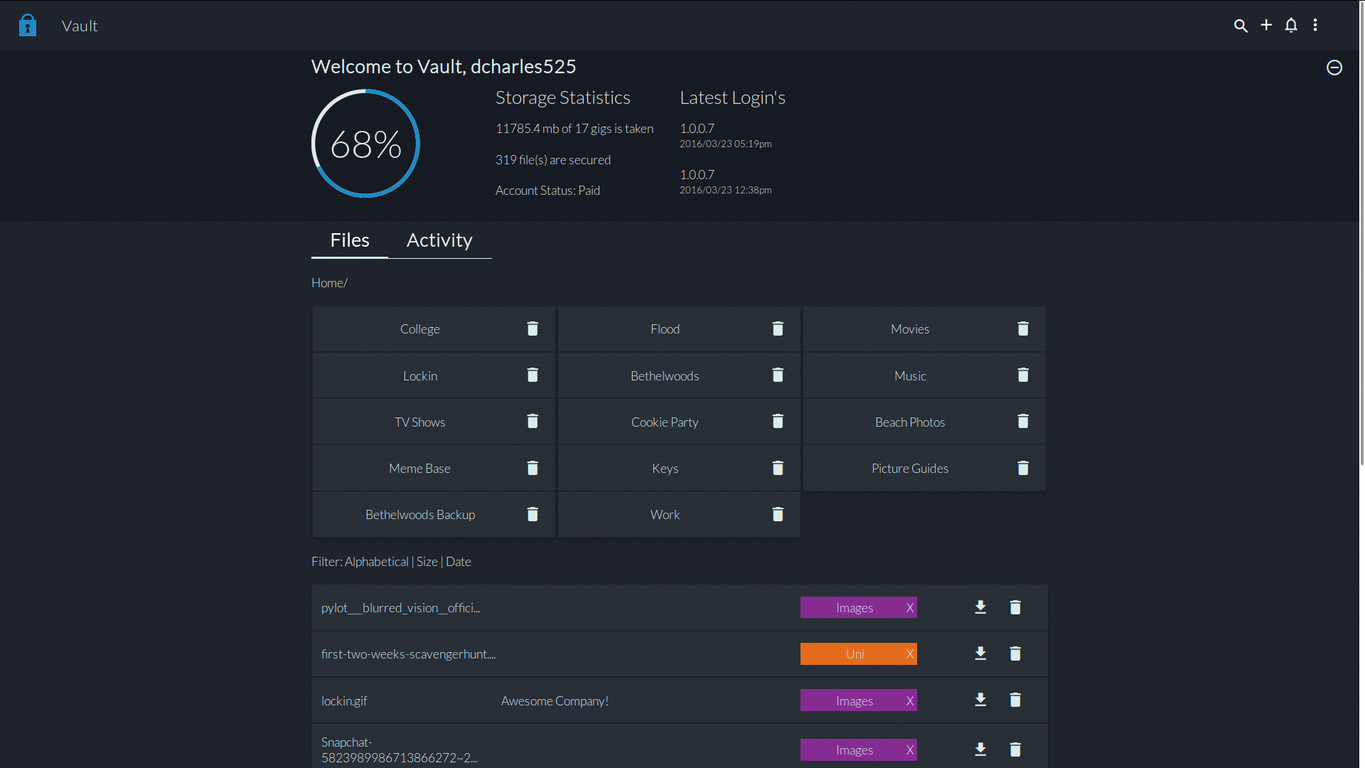 Vault
Welcome to Vault, dcharles525
68%
Storage Statistics
11785.4 mb of 17 gigs is taken
319 file(s) are secured
Account Status: Paid
Latest Login's
1.0.0.7
2016/03/23 05:19pm
1.0.0.7
2016/03/23 12:38pm
Files Activity
Home/
College Flood Movies
Lockin Bethelwoods Music
TV Shows Cookie Party Beach Photos
Meme Base Keys Picture Guides
Bethelwoods Backup Work
Filter: Alphabetical | Size | Date
pylot___blurred_vision__offici... Images X
first-two-weeks-scavengerhunt.... Uni X
lockin.gif Awesome Company! Images X
Snapchat-
5823989986713866272~2... Images X